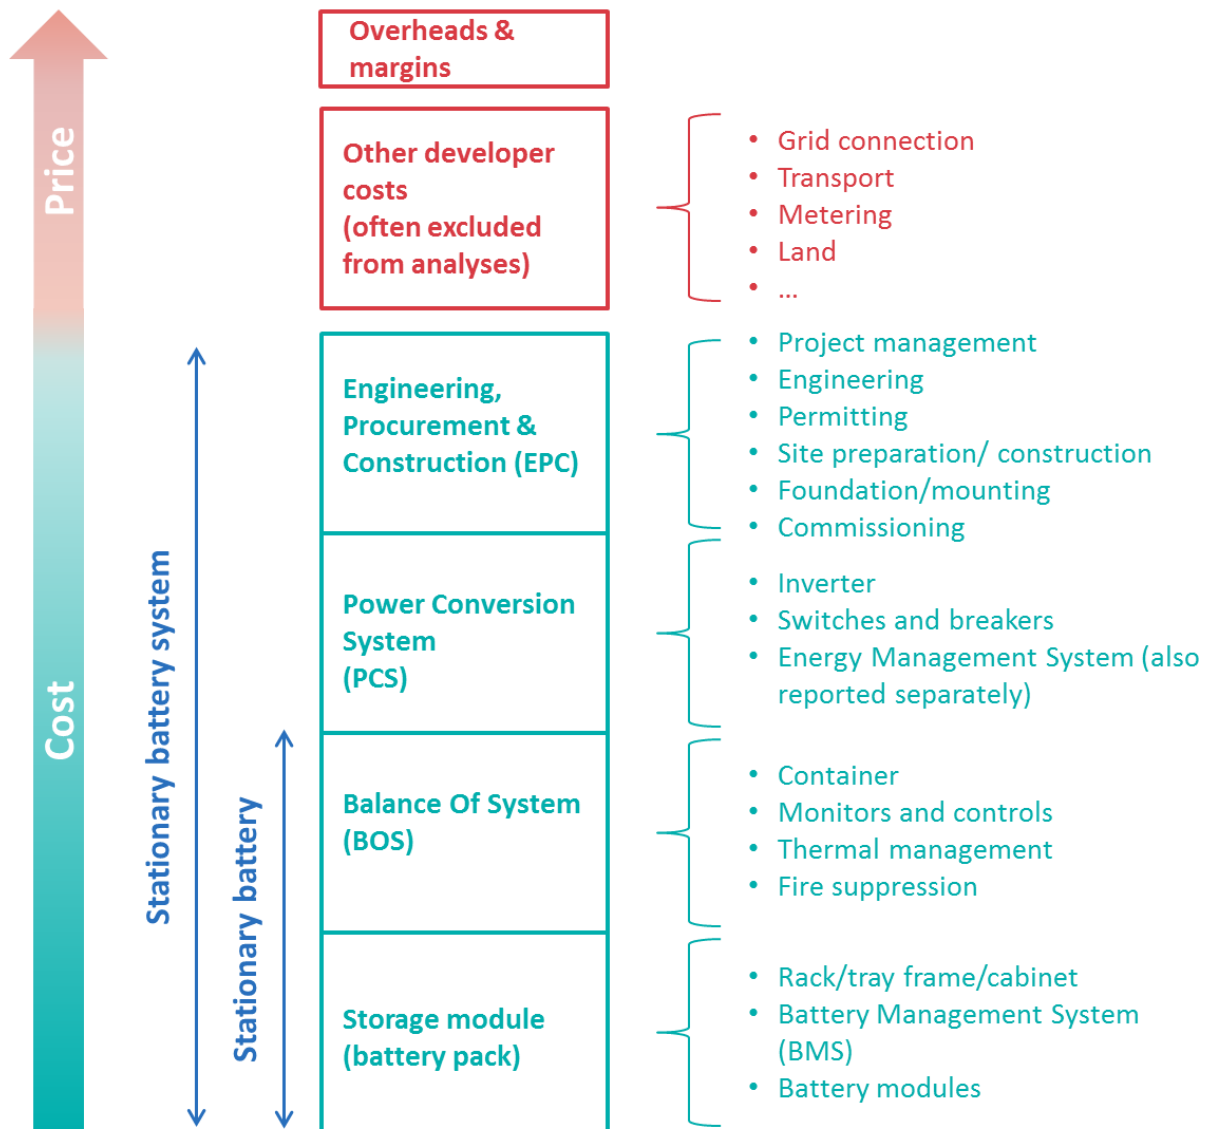 Price
Cost
Stationary battery system
Stationary battery
Overheads &
margins
Other developer
costs
(often excluded
from analyses)
• Grid connection
• Transport
• Metering
• Land
• ...
Engineering,
Procurement &
Construction (EPC)
• Project management
• Engineering
• Permitting
• Site preparation/ construction
• Foundation/mounting
• Commissioning
Power Conversion
System
(PCS)
• Inverter
• Switches and breakers
• Energy Management System (also
reported separately)
Balance Of System
(BOS)
• Container
• Monitors and controls
• Thermal management
• Fire suppression
Storage module
(battery pack)
• Rack/tray frame/cabinet
• Battery Management System
(BMS)
• Battery modules